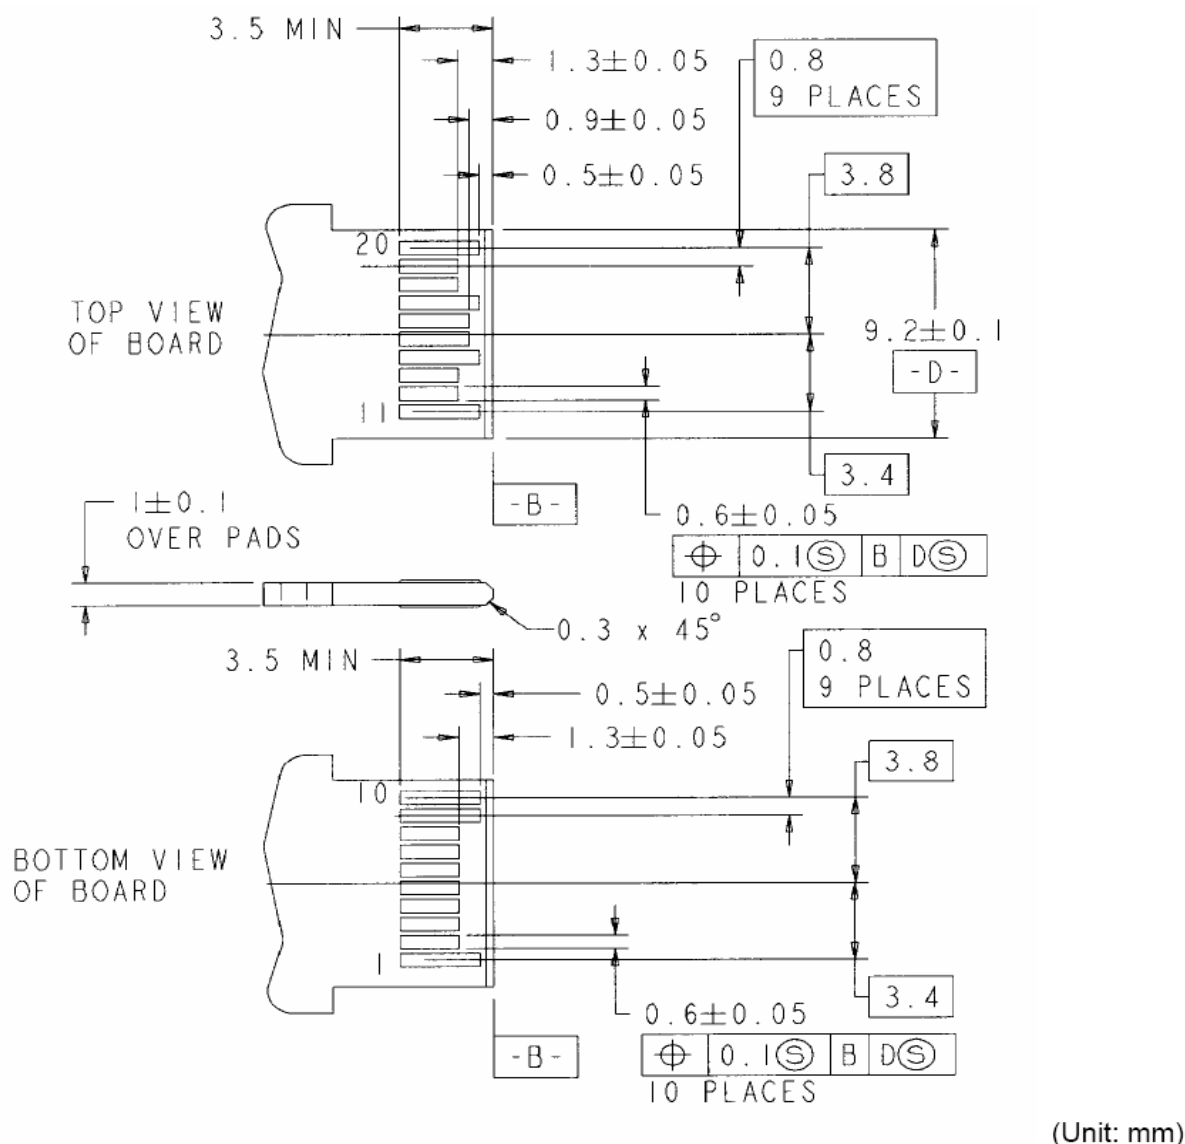 3.5 MIN
1.3±0.05
0.8
9 PLACES
0.9±0.05
0.5±0.05
3.8
20
TOP VIEW
OF BOARD
9.2±0.1
-D-
11
3.4
-B-
1±0.1
OVER PADS
0.6±0.05
⌖ 0.1Ⓢ B DⓈ
10 PLACES
0.3 x 45°
3.5 MIN
0.8
9 PLACES
0.5±0.05
1.3±0.05
3.8
10
BOTTOM VIEW
OF BOARD
1
3.4
0.6±0.05
-B-
⌖ 0.1Ⓢ B DⓈ
10 PLACES
(Unit: mm)